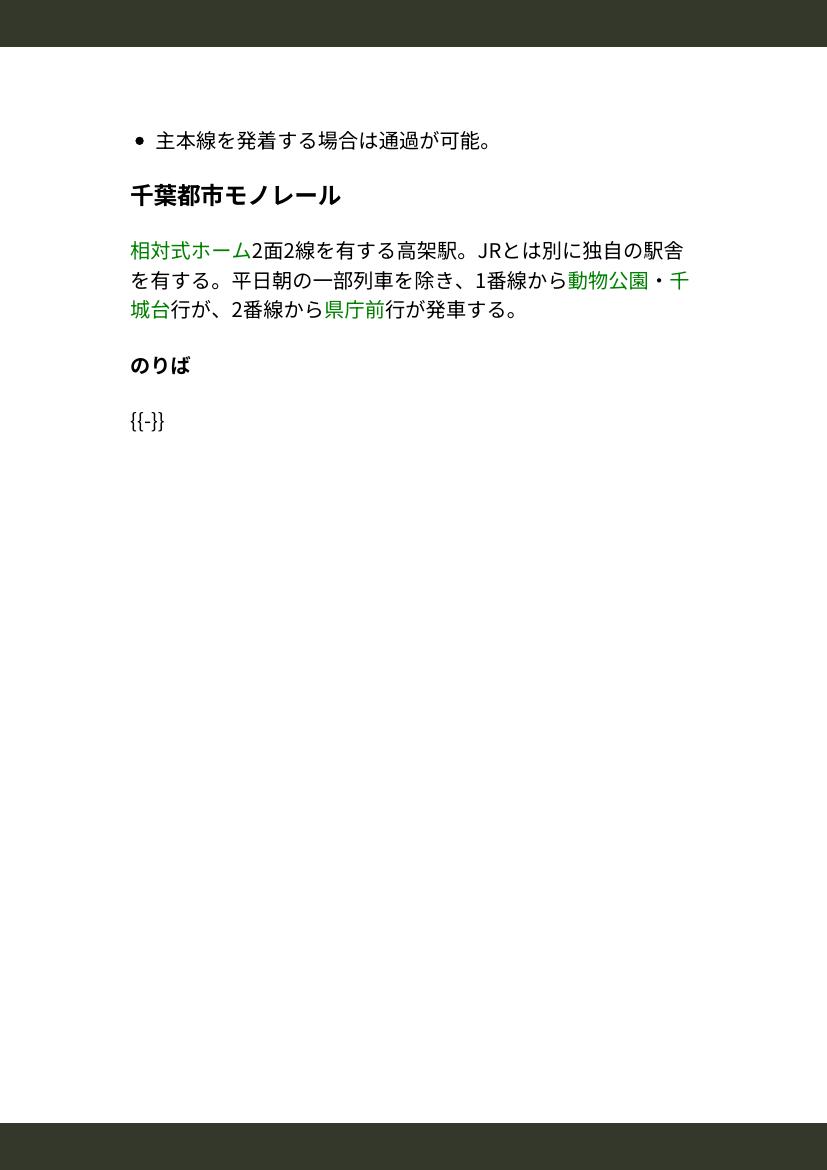 • 主本線を発着する場合は通過が可能。
千葉都市モノレール
相対式ホーム2面2線を有する高架駅。JRとは別に独自の駅舎
を有する。平日朝の一部列車を除き、1番線から動物公園・千
城台行が、2番線から県庁前行が発車する。
のりば
{{-}}